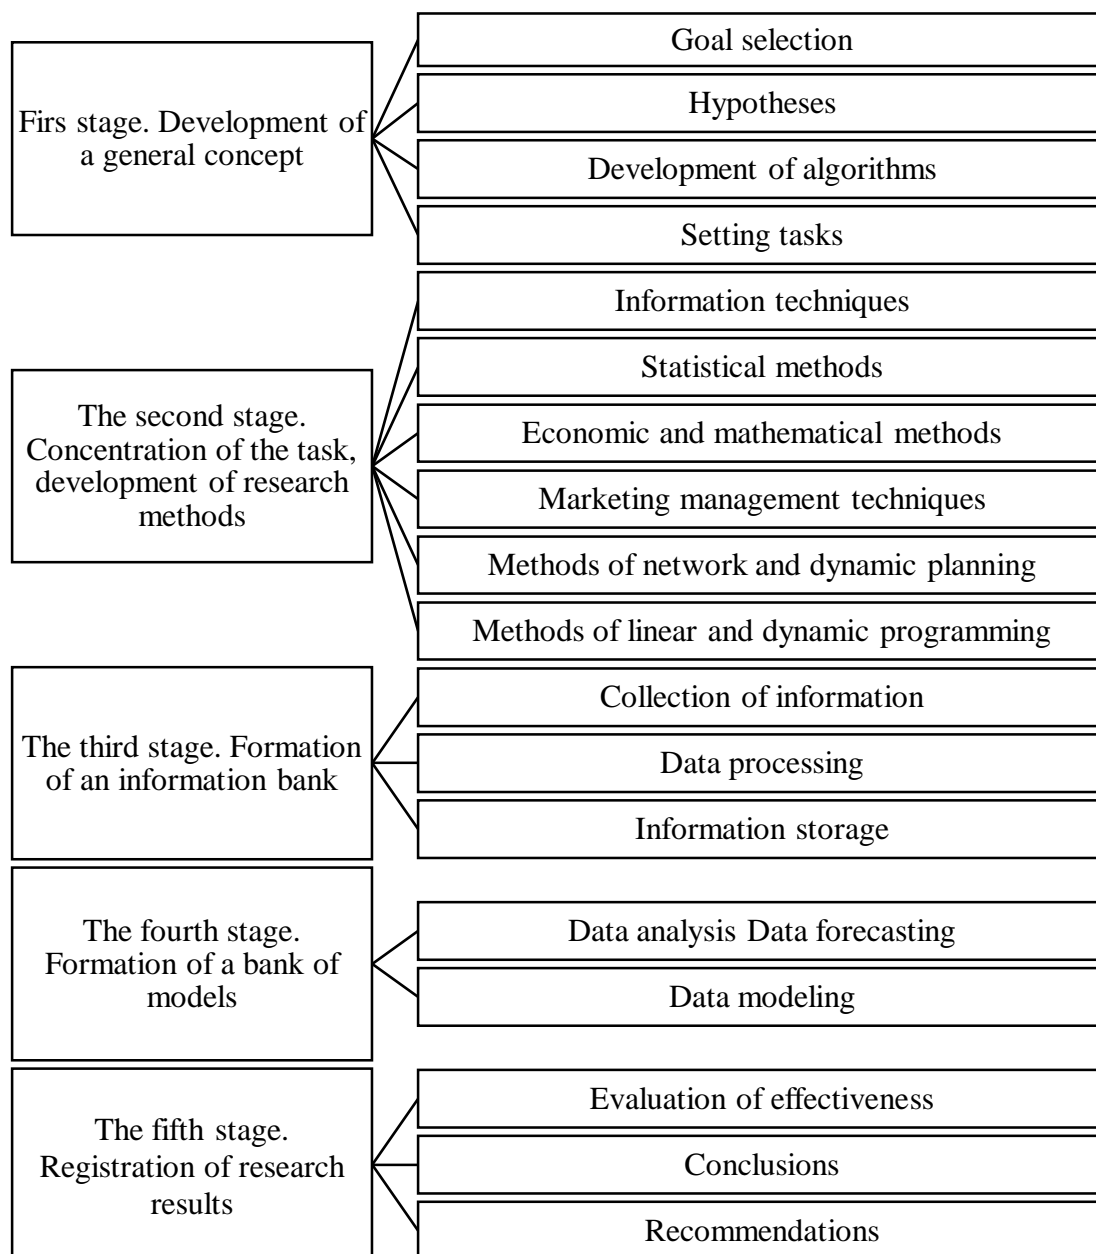 Firs stage. Development of
a general concept
Goal selection
Hypotheses
Development of algorithms
Setting tasks
The second stage.
Concentration of the task,
development of research
methods
Information techniques
Statistical methods
Economic and mathematical methods
Marketing management techniques
Methods of network and dynamic planning
Methods of linear and dynamic programming
The third stage. Formation
of an information bank
Collection of information
Data processing
Information storage
The fourth stage.
Formation of a bank of
models
Data analysis Data forecasting
Data modeling
The fifth stage.
Registration of research
results
Evaluation of effectiveness
Conclusions
Recommendations